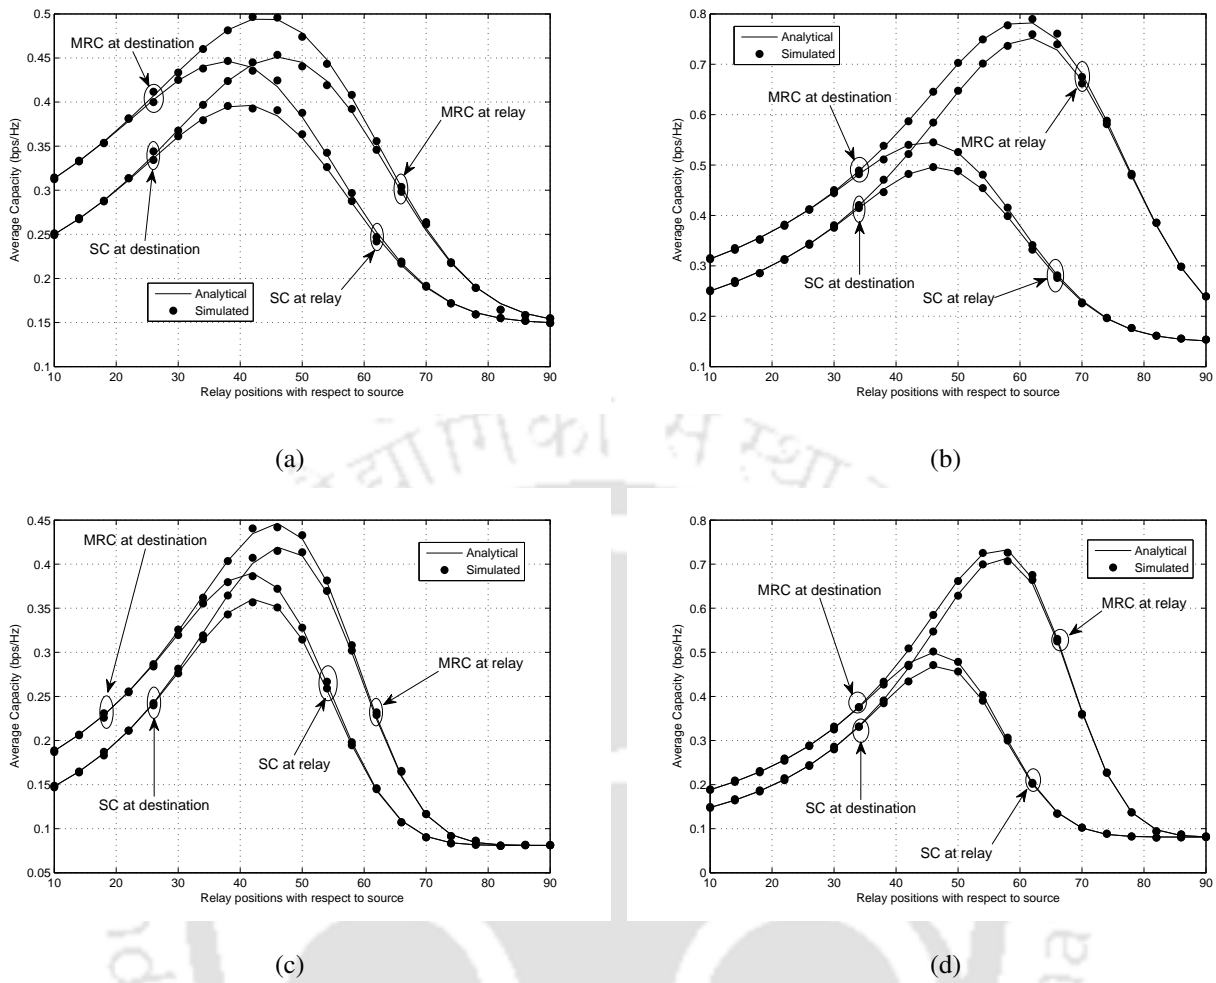 0.5
0.45
0.4
0.35
0.3
0.25
0.2
0.15
0.1
Average Capacity (bps/Hz)
MRC at destination
MRC at relay
SC at destination
SC at relay
Analytical
Simulated
10 20 30 40 50 60 70 80 90
Relay positions with respect to source
(a)
0.8
0.7
0.6
0.5
0.4
0.3
0.2
0.1
Average Capacity (bps/Hz)
Analytical
Simulated
MRC at destination
MRC at relay
SC at destination
SC at relay
10 20 30 40 50 60 70 80 90
Relay positions with respect to source
(b)
0.45
0.4
0.35
0.3
0.25
0.2
0.15
0.1
0.05
Average Capacity (bps/Hz)
MRC at destination
Analytical
Simulated
MRC at relay
SC at relay
SC at destination
10 20 30 40 50 60 70 80 90
Relay positions with respect to source
(c)
0.8
0.7
0.6
0.5
0.4
0.3
0.2
0.1
0
Average Capacity (bps/Hz)
Analytical
Simulated
MRC at destination
MRC at relay
SC at destination
SC at relay
10 20 30 40 50 60 70 80 90
Relay positions with respect to source
(d)